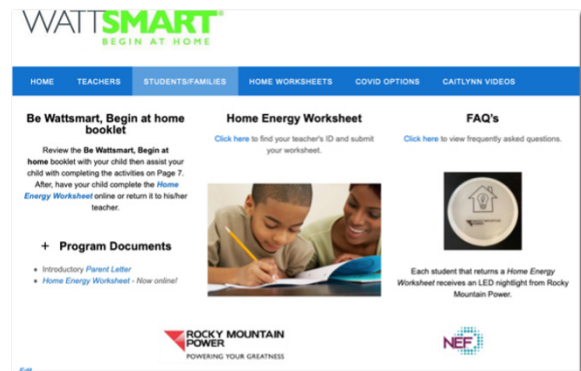 WATTSMART®
BEGIN AT HOME
HOME TEACHERS STUDENTS/FAMILIES HOME WORKSHEETS COVID OPTIONS CAITLYNN VIDEOS
Be Wattsmart, Begin at home
booklet
Review the Be Wattsmart, Begin at
home booklet with your child then assist your
child with completing the activities on Page 7.
After, have your child complete the Home
Energy Worksheet online or return it to his/her
teacher.
+ Program Documents
Introductory Parent Letter
Home Energy Worksheet - Now online!
Home Energy Worksheet
Click here to find your teacher's ID and submit
your worksheet.
FAQ's
Click here to view frequently asked questions.
ROCKY MOUNTAIN
POWER
Each student that returns a Home Energy
Worksheet receives an LED nightlight from Rocky
Mountain Power.
ROCKY MOUNTAIN
POWER
POWERING YOUR GREATNESS
NEF
Edit